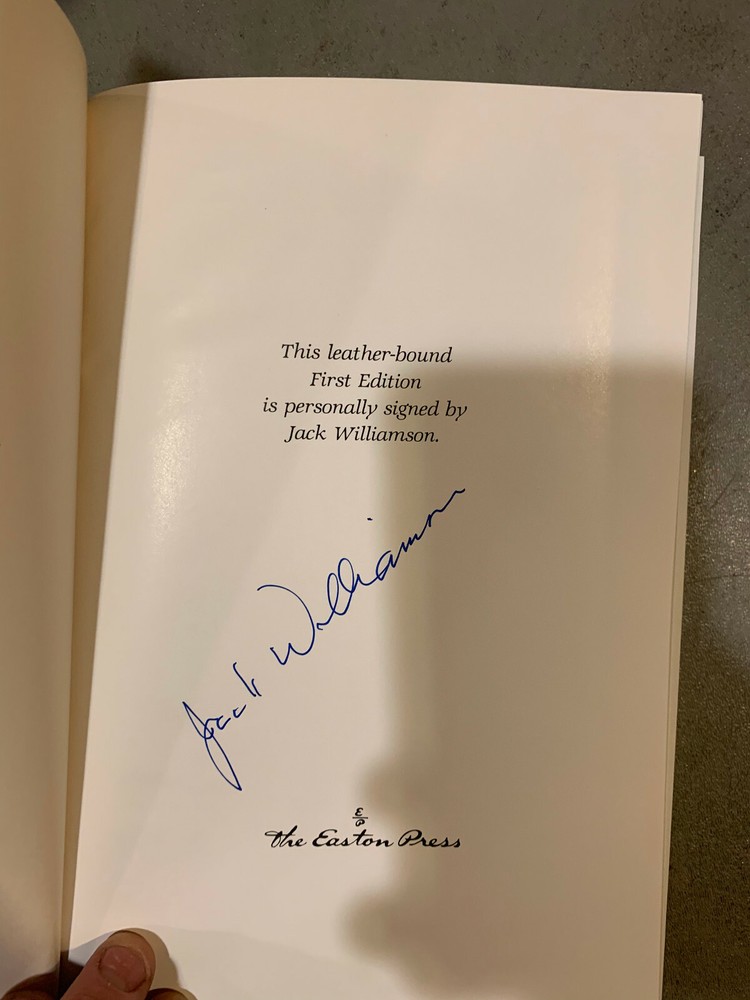 This leather-bound
First Edition
is personally signed by
Jack Williamson.
Jack Williamson
E
P
The Easton Press